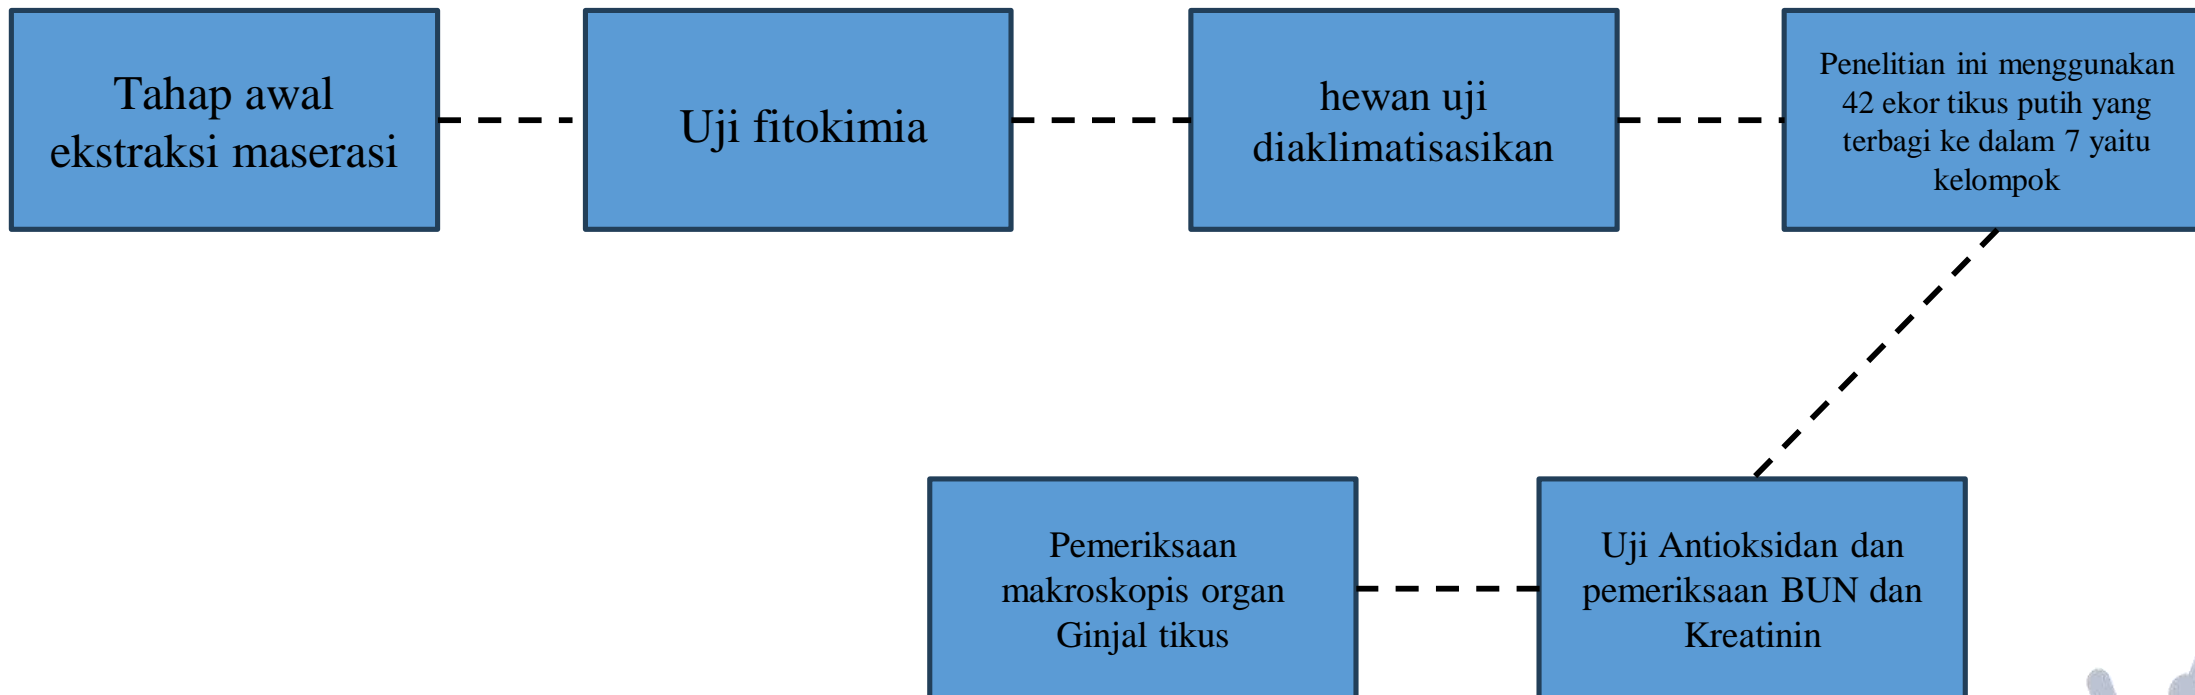 Tahap awal
ekstraksi maserasi
Uji fitokimia
hewan uji
diaklimatisasikan
Penelitian ini menggunakan
42 ekor tikus putih yang
terbagi ke dalam 7 yaitu
kelompok
Uji Antioksidan dan
pemeriksaan BUN dan
Kreatinin
Pemeriksaan
makroskopis organ
Ginjal tikus